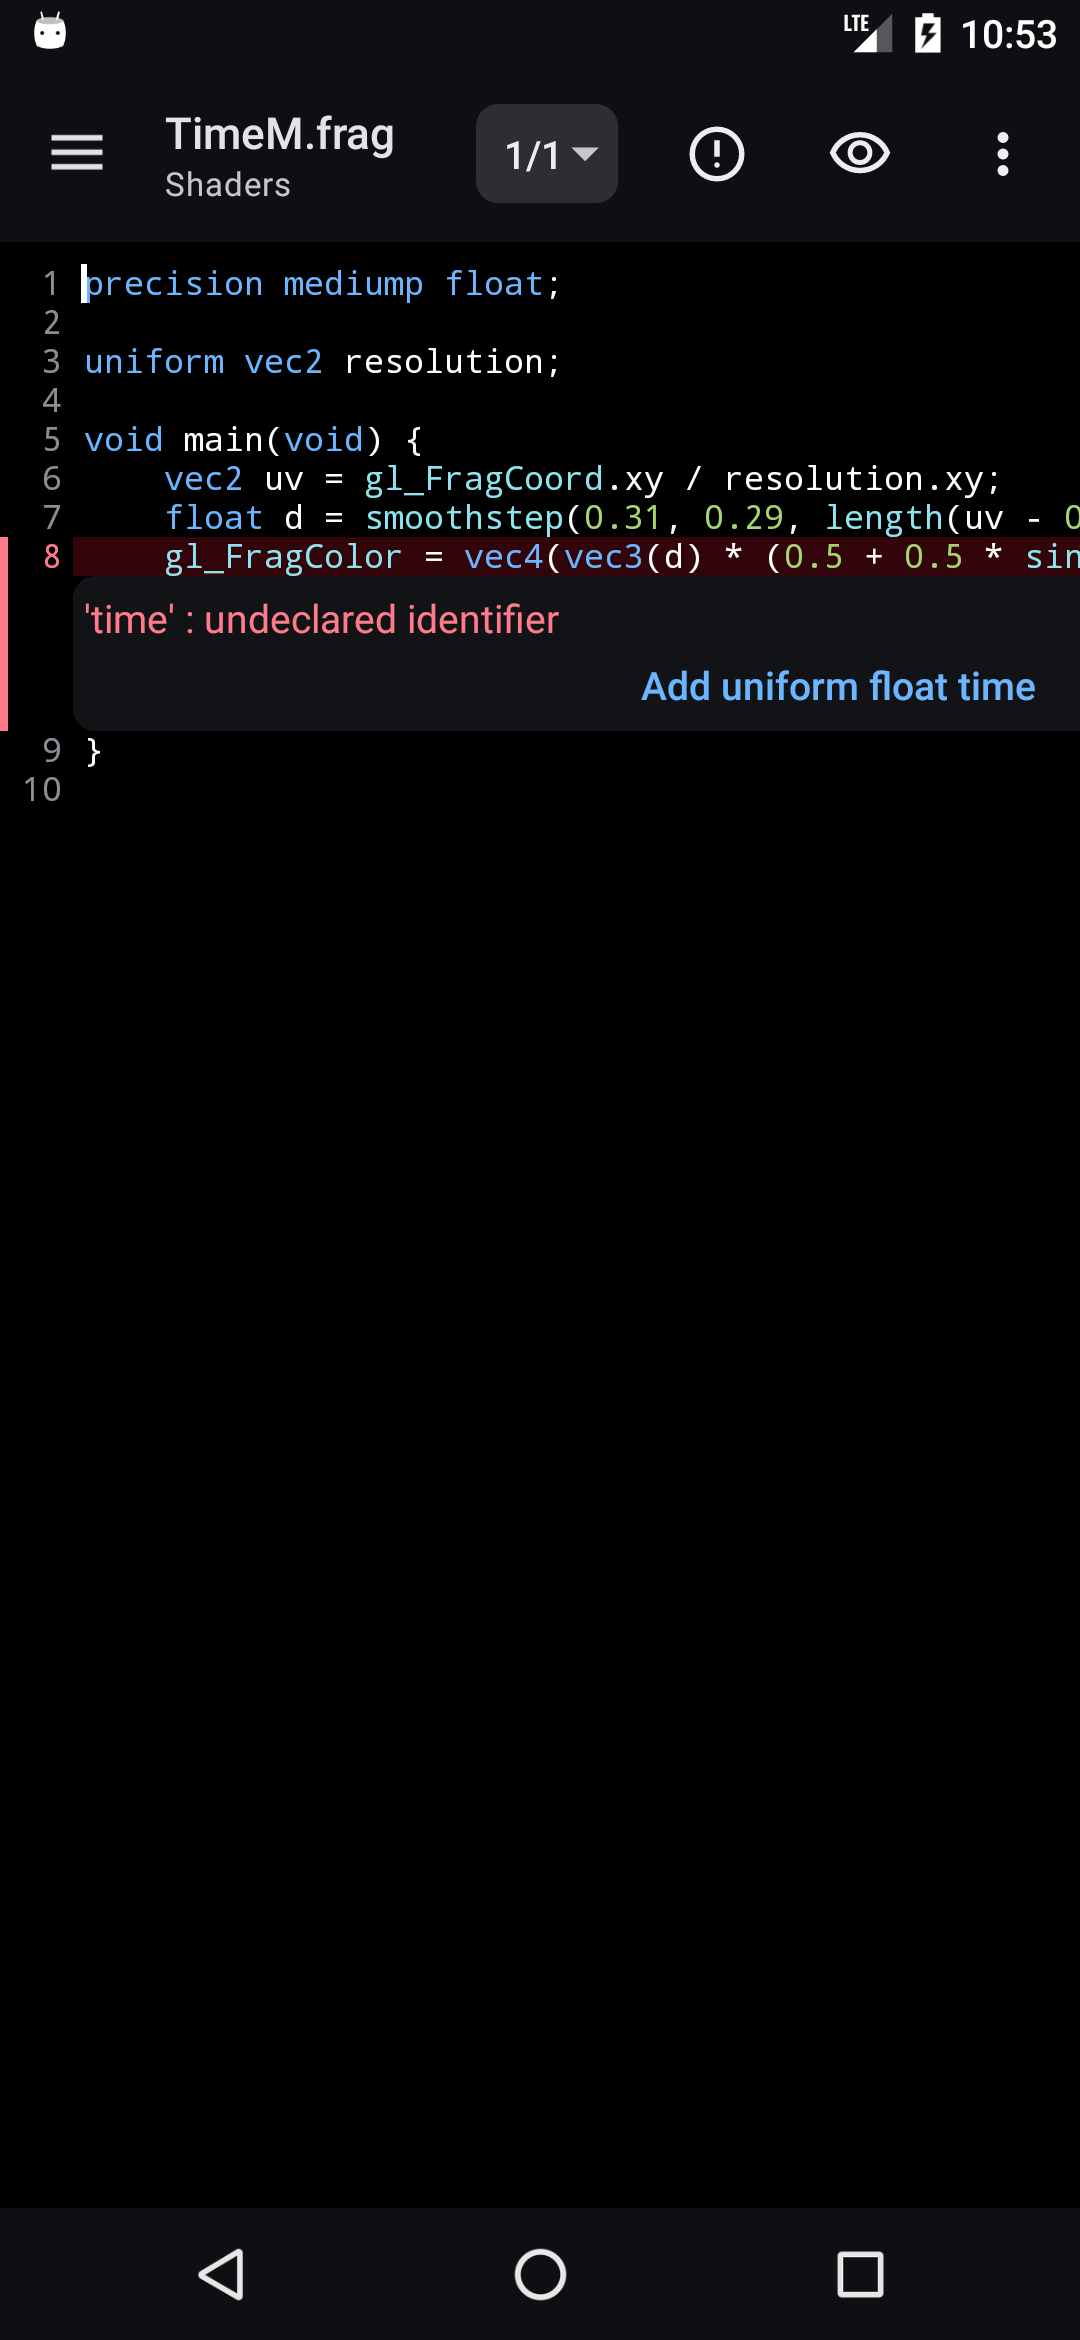 LTE 10:53
TimeM.frag
Shaders
1/1
1 precision mediump float;
2
3 uniform vec2 resolution;
4
5 void main(void) {
6 vec2 uv = gl_FragCoord.xy / resolution.xy;
7 float d = smoothstep(0.31, 0.29, length(uv - 0
8 gl_FragColor = vec4(vec3(d) * (0.5 + 0.5 * sin
'time' : undeclared identifier
Add uniform float time
9 }
10